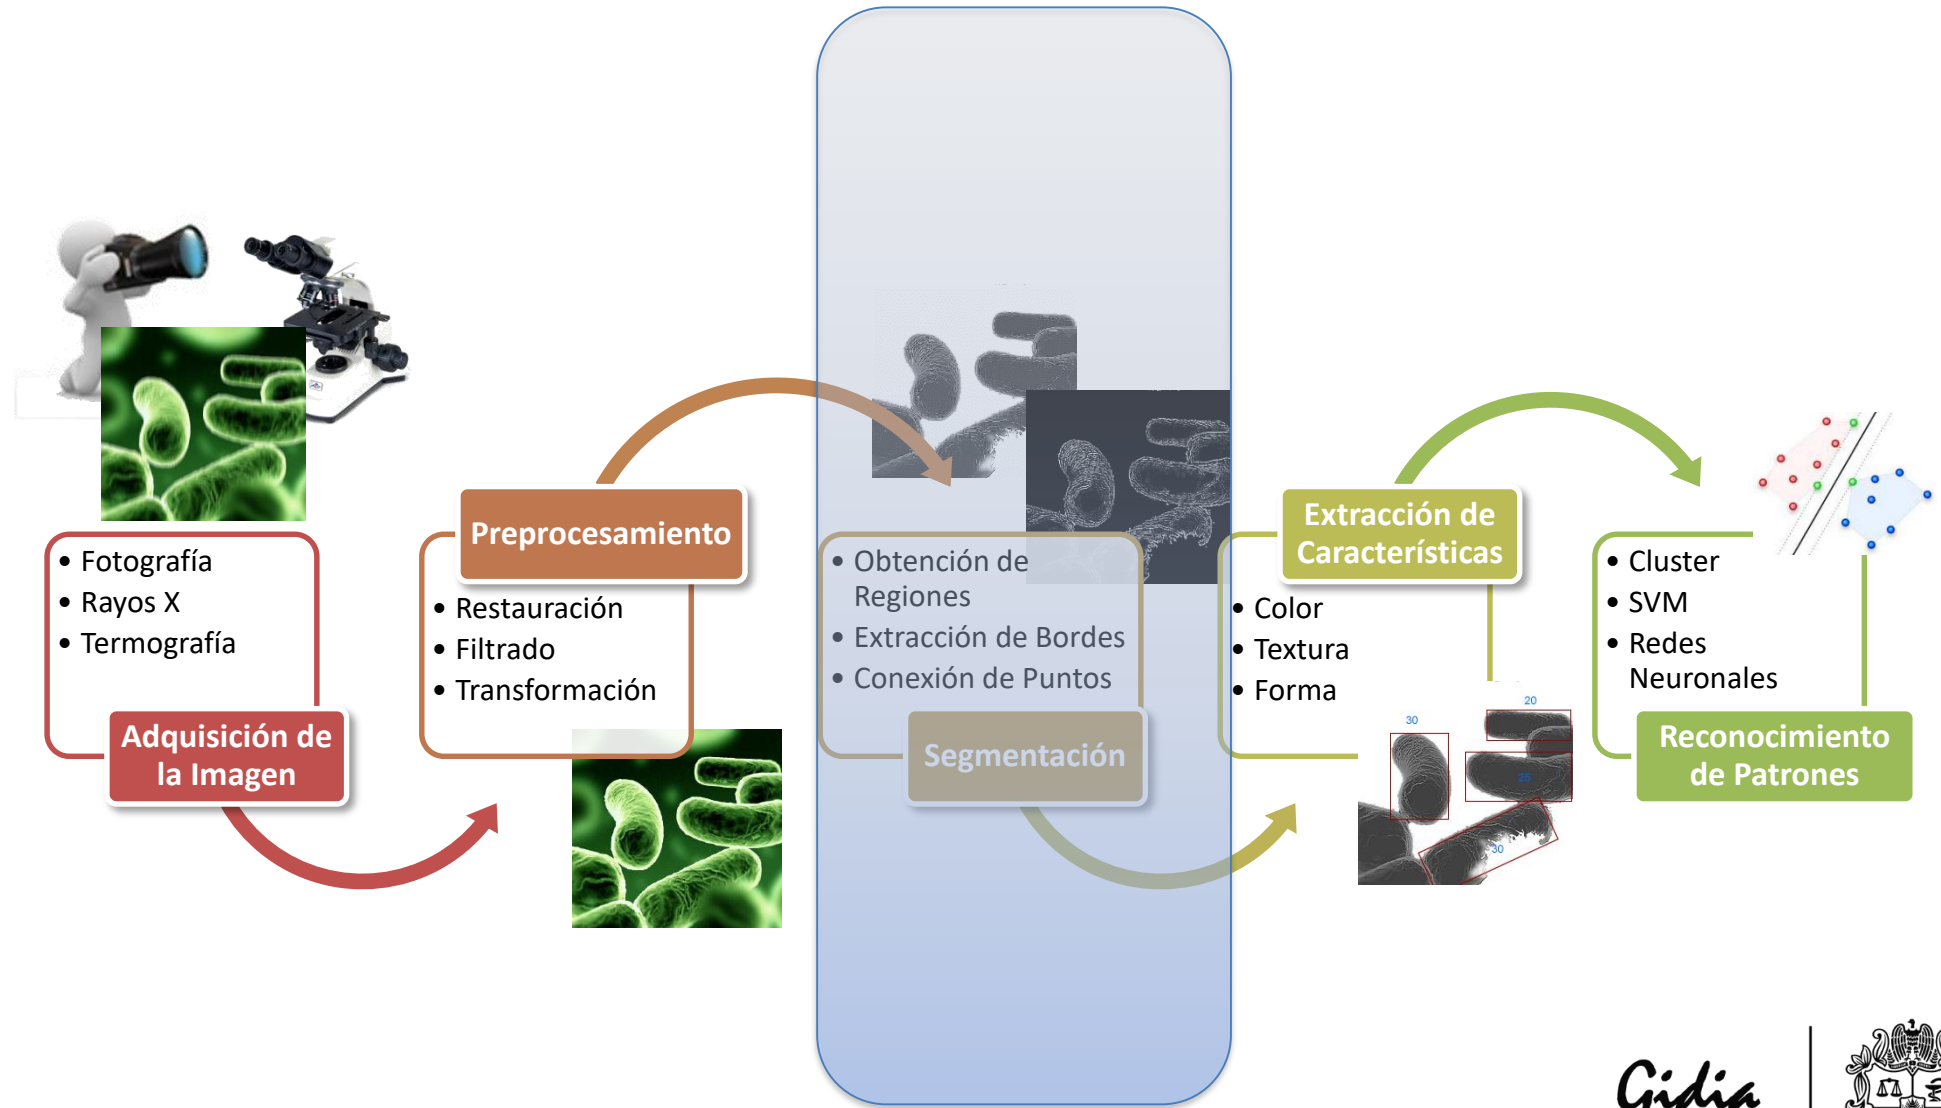 • Fotografía
• Rayos X
• Termografía
Adquisición de
la Imagen
Preprocesamiento
• Restauración
• Filtrado
• Transformación
• Obtención de
Regiones
• Extracción de Bordes
• Conexión de Puntos
Segmentación
Extracción de
Características
• Color
• Textura
• Forma
30
20
25
30
• Cluster
• SVM
• Redes
Neuronales
Reconocimiento
de Patrones
Gidia